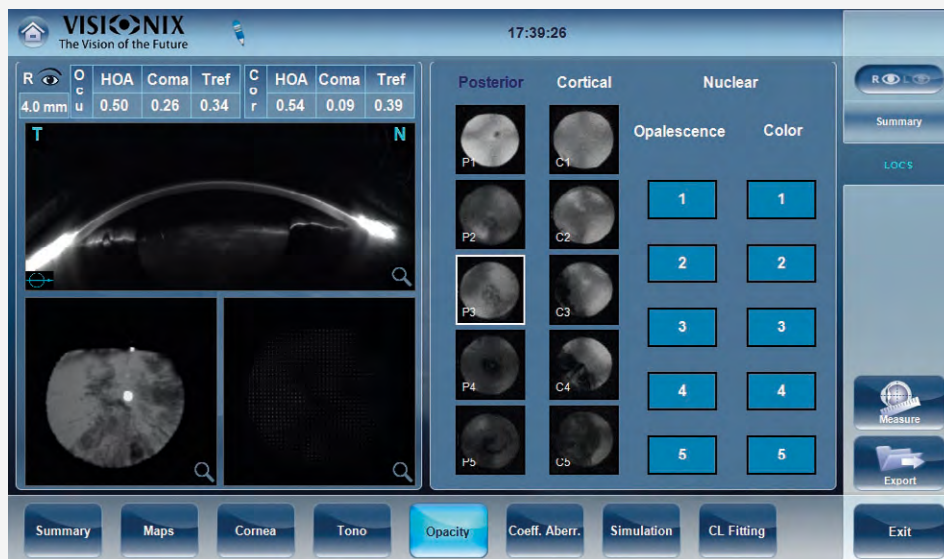 VISIONIX
The Vision of the Future
17:39:26
R Ocu HOA Coma Tref Cor HOA Coma Tref
4.0 mm 0.50 0.26 0.34 0.54 0.09 0.39
T N
Posterior Cortical Nuclear
Opalescence Color
P1 C1
1 1
P2 C2
2 2
P3 C3
3 3
P4 C4
4 4
P5 C5
5 5
R L
Summary
LOCS
Measure
Export
Summary Maps Cornea Tono Opacity Coeff. Aberr. Simulation CL Fitting Exit